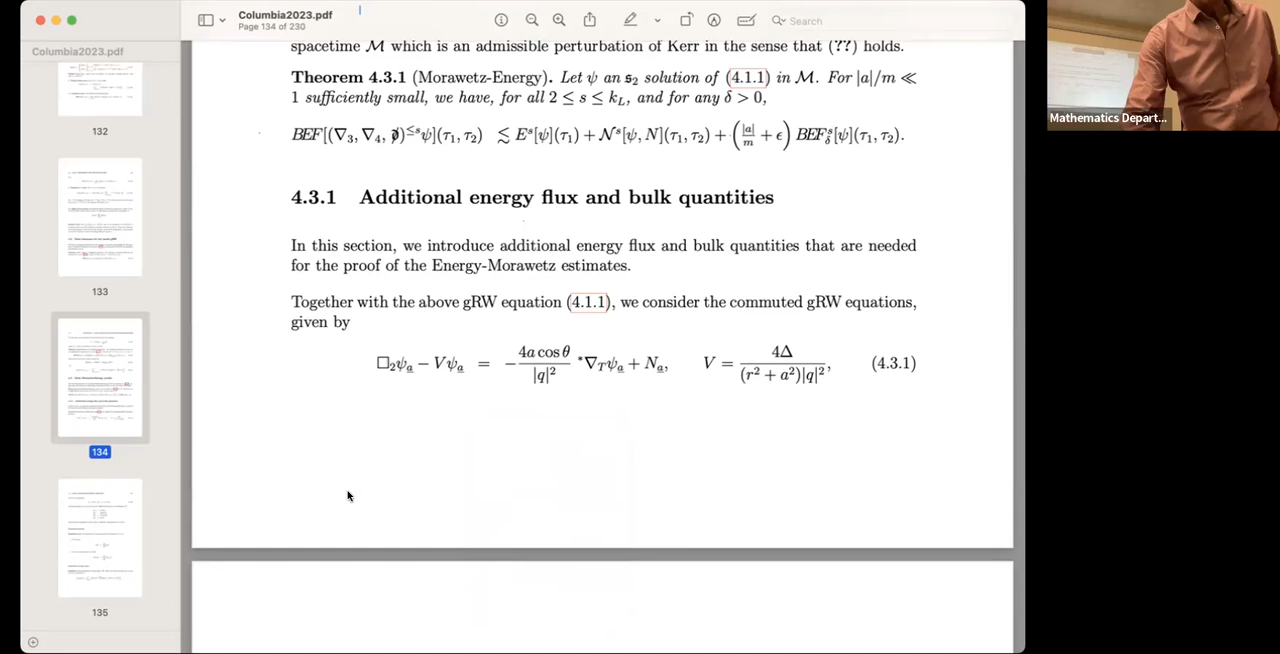 Columbia2023.pdf
Page 134 of 230
Search
Columbia2023.pdf
132
133
134
135
spacetime M which is an admissible perturbation of Kerr in the sense that (??) holds.
Theorem 4.3.1 (Morawetz-Energy). Let ψ an 𝔰₂ solution of (4.1.1) in M. For |a|/m ≪
1 sufficiently small, we have, for all 2 ≤ s ≤ k_L, and for any δ > 0,
BEF[(∇₃, ∇₄, ∂̸)^{≤s}ψ](τ₁, τ₂) ≲ E^s[ψ](τ₁) + N^s[ψ, N](τ₁, τ₂) + (|a|/m + ϵ) BEF^s_δ[ψ](τ₁, τ₂).
4.3.1 Additional energy flux and bulk quantities
In this section, we introduce additional energy flux and bulk quantities that are needed
for the proof of the Energy-Morawetz estimates.
Together with the above gRW equation (4.1.1), we consider the commuted gRW equations,
given by
□₂ψ_a − Vψ_a = −(4a cos θ)/|q|² *∇_Tψ_a + N_a, V = 4Δ/((r² + a²)|q|²), (4.3.1)
Mathematics Depart...